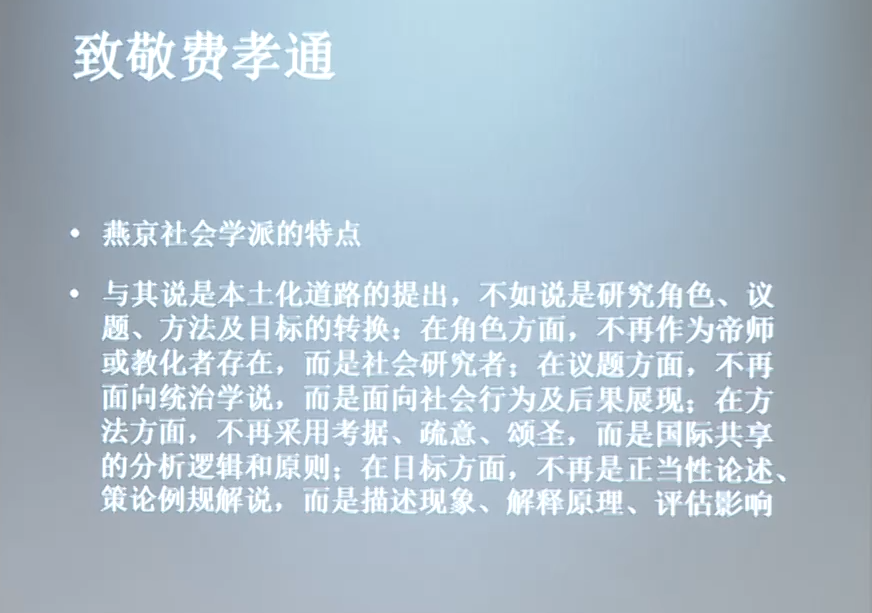 致敬费孝通
• 燕京社会学派的特点
• 与其说是本土化道路的提出，不如说是研究角色、议
题、方法及目标的转换：在角色方面，不再作为帝师
或教化者存在，而是社会研究者；在议题方面，不再
面向统治学说，而是面向社会行为及后果展现；在方
法方面，不再采用考据、疏意、颂圣，而是国际共享
的分析逻辑和原则；在目标方面，不再是正当性论述、
策论例规解说，而是描述现象、解释原理、评估影响